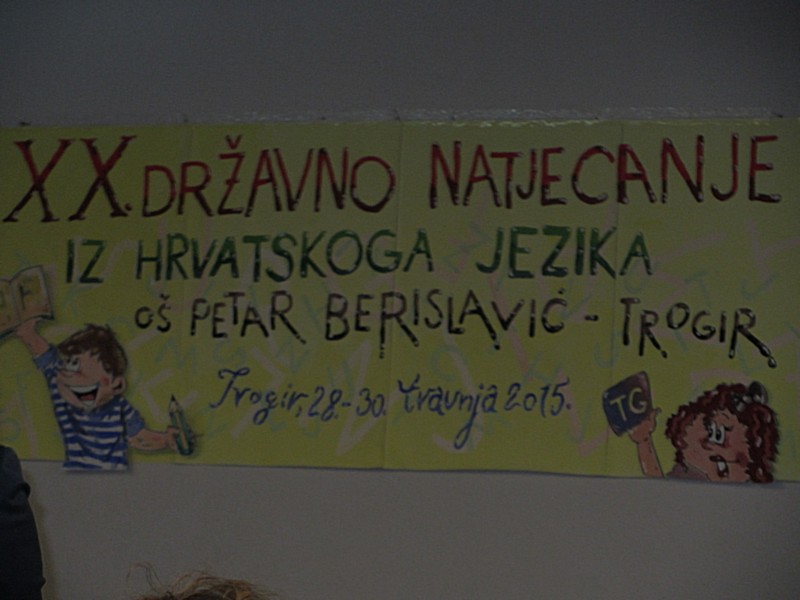 XX. DRŽAVNO NATJECANJE
IZ HRVATSKOGA JEZIKA
OŠ PETAR BERISLAVIĆ - TROGIR
Trogir, 28.-30. travnja 2015.
TG